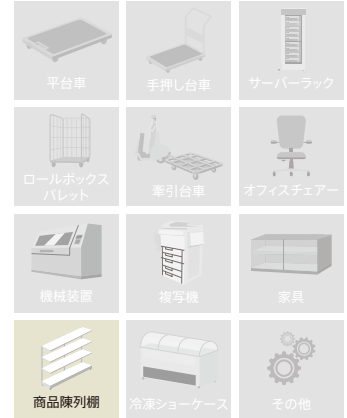 平台車
手押し台車
サーバーラック
ロールボックス
パレット
牽引台車
オフィスチェアー
機械装置
複写機
家具
商品陳列棚
冷凍ショーケース
その他